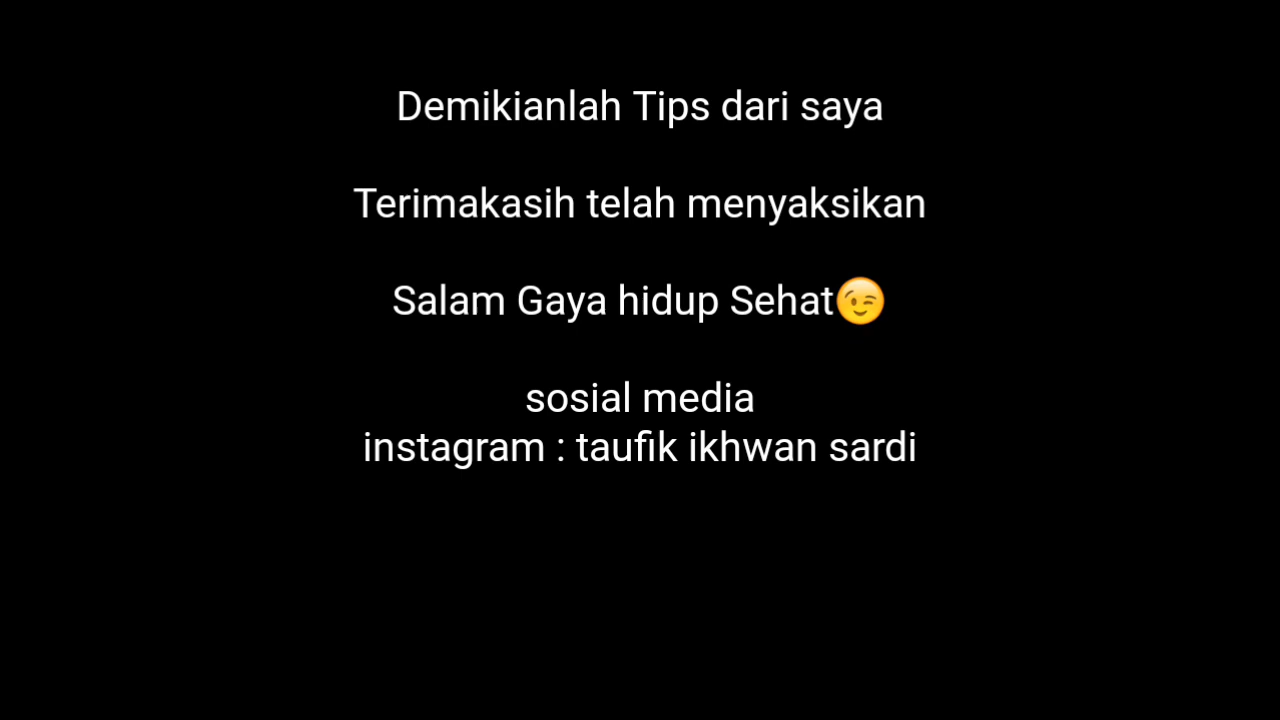 Demikianlah Tips dari saya
Terimakasih telah menyaksikan
Salam Gaya hidup Sehat😉
sosial media
instagram : taufik ikhwan sardi